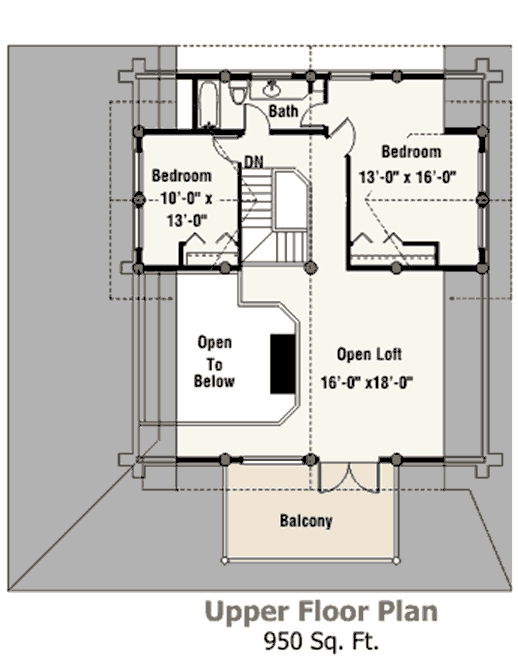 Bath
DN
Bedroom
10'-0" x
13'-0"
Bedroom
13'-0" x 16'-0"
Open
To
Below
Open Loft
16'-0" x18'-0"
Balcony
Upper Floor Plan
950 Sq. Ft.